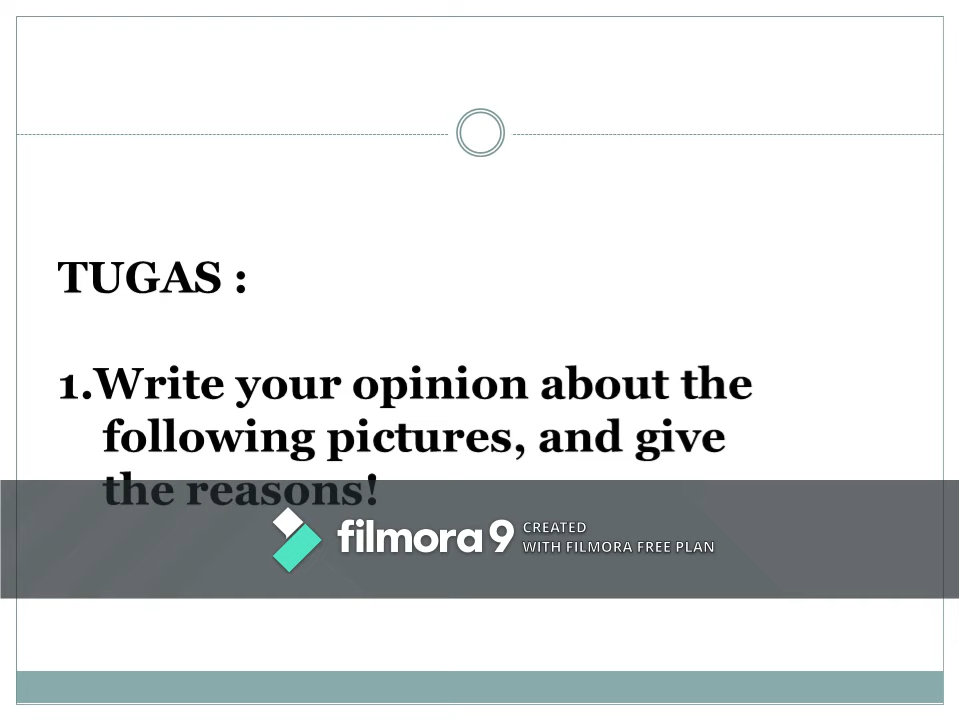 TUGAS :
1.Write your opinion about the
following pictures, and give
the reasons!
filmora 9 CREATED
WITH FILMORA FREE PLAN